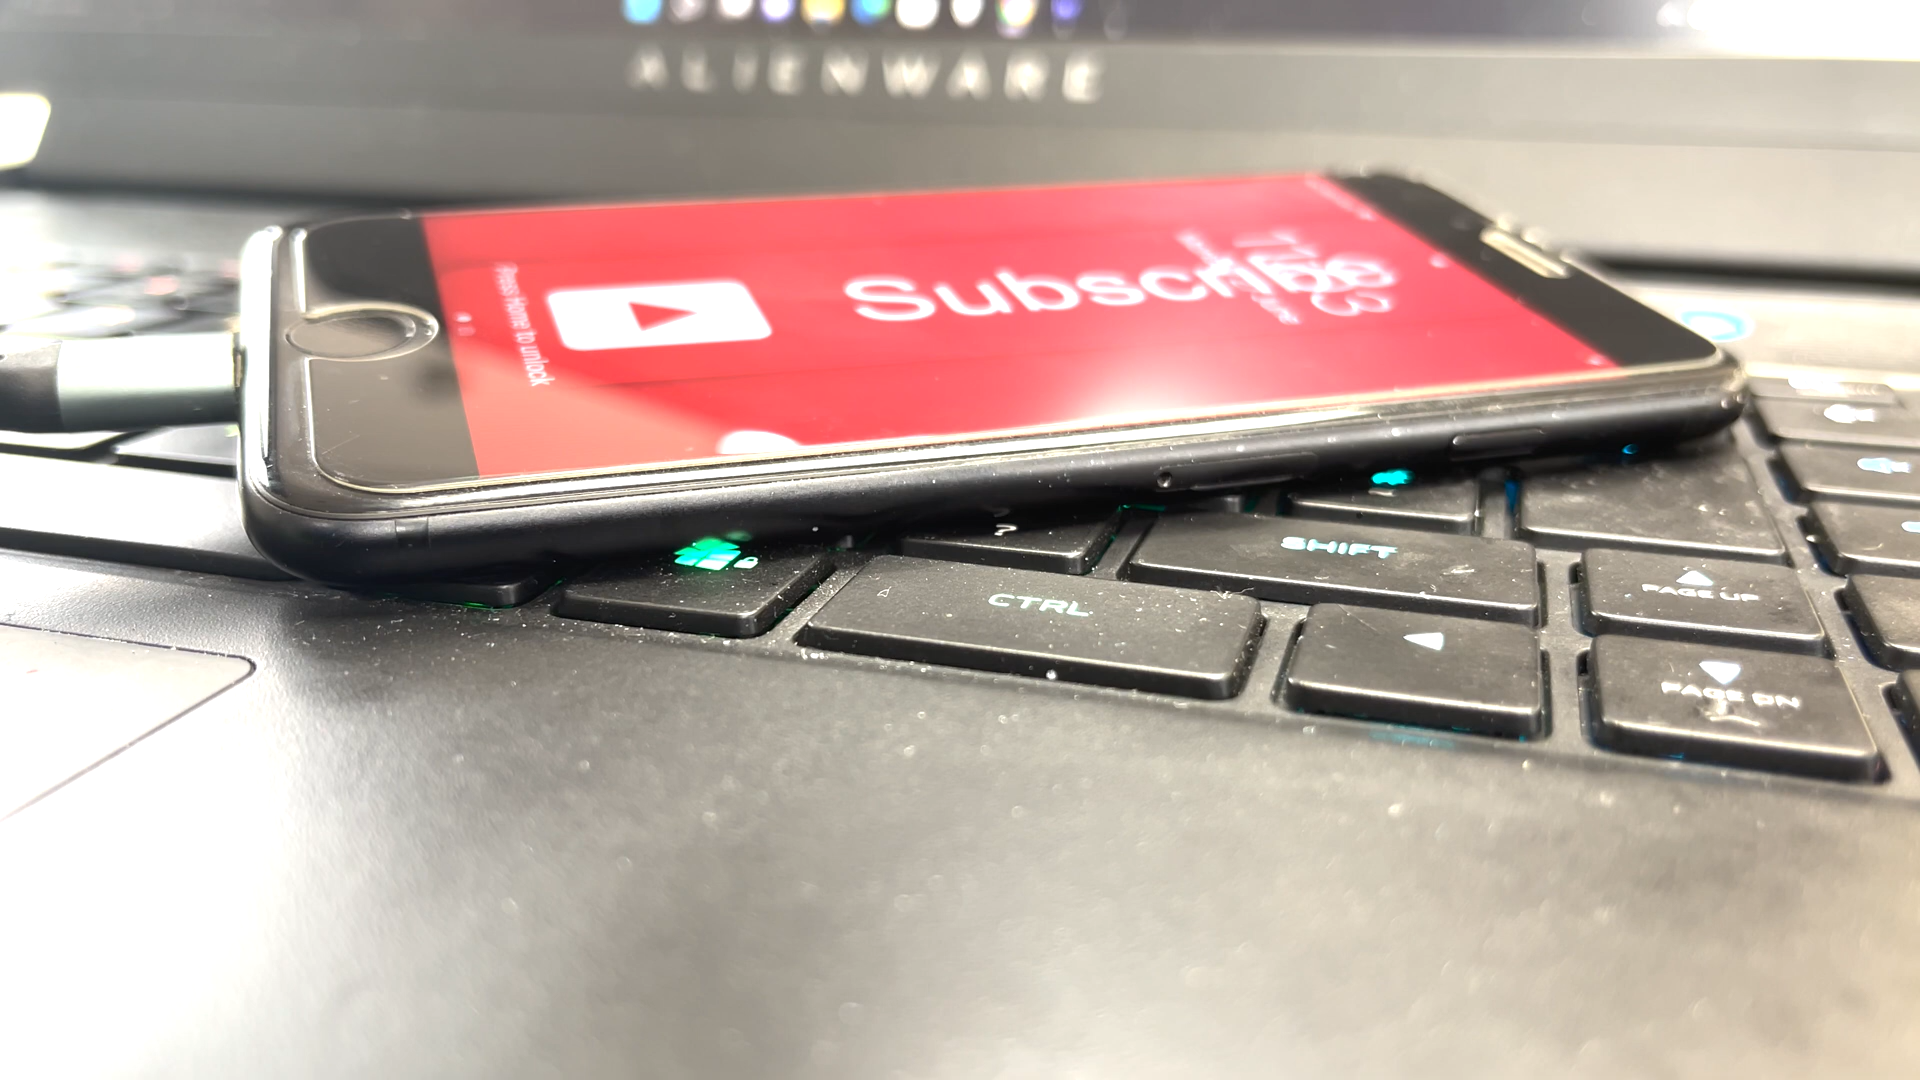 ALIENWARE
Subscribe
Press home to unlock
?
SHIFT
CTRL
PAGE UP
PAGE DN